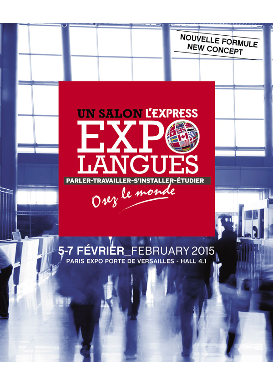 NOUVELLE FORMULE
NEW CONCEPT
UN SALON L'EXPRESS
EXPO
LANGUES
PARLER-TRAVAILLER-S'INSTALLER-ÉTUDIER
Osez le monde
5-7 FÉVRIER_FEBRUARY 2015
PARIS EXPO PORTE DE VERSAILLES - HALL 4.1